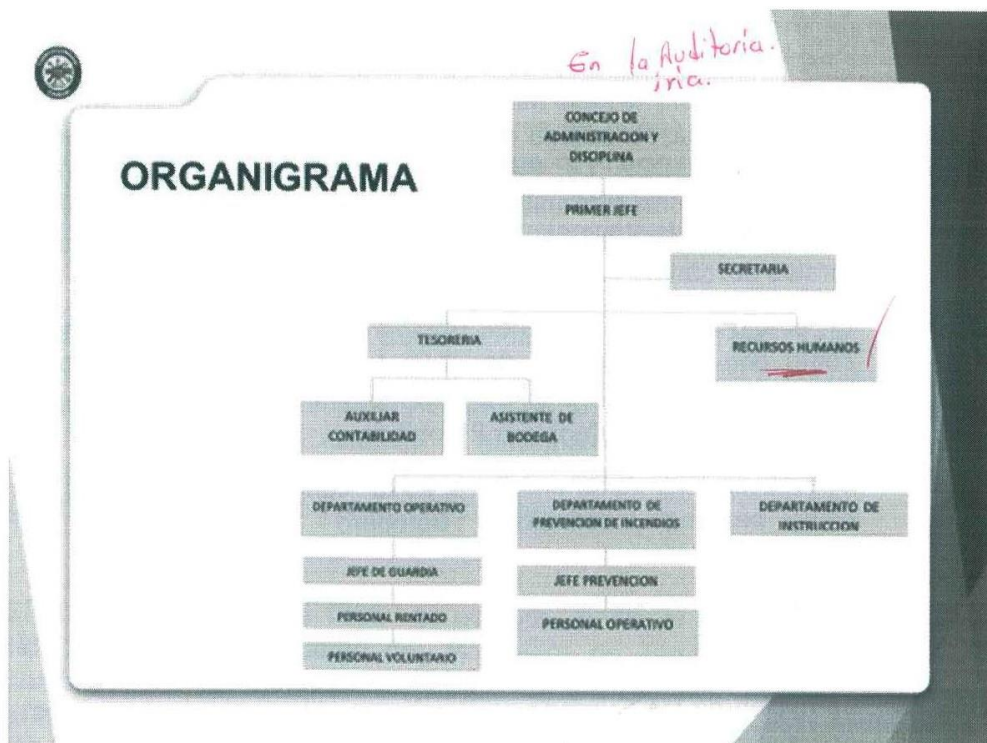 En la Auditoría.
iría.
CONCEJO DE
ADMINISTRACION Y
DISCIPLINA
ORGANIGRAMA
PRIMER JEFE
SECRETARIA
TESORERIA
RECURSOS HUMANOS
AUXILIAR
CONTABILIDAD
ASISTENTE DE
BODEGA
DEPARTAMENTO OPERATIVO
DEPARTAMENTO DE
PREVENCION DE INCENDIOS
DEPARTAMENTO DE
INSTRUCCION
JEFE DE GUARDIA
JEFE PREVENCION
PERSONAL RENTADO
PERSONAL OPERATIVO
PERSONAL VOLUNTARIO